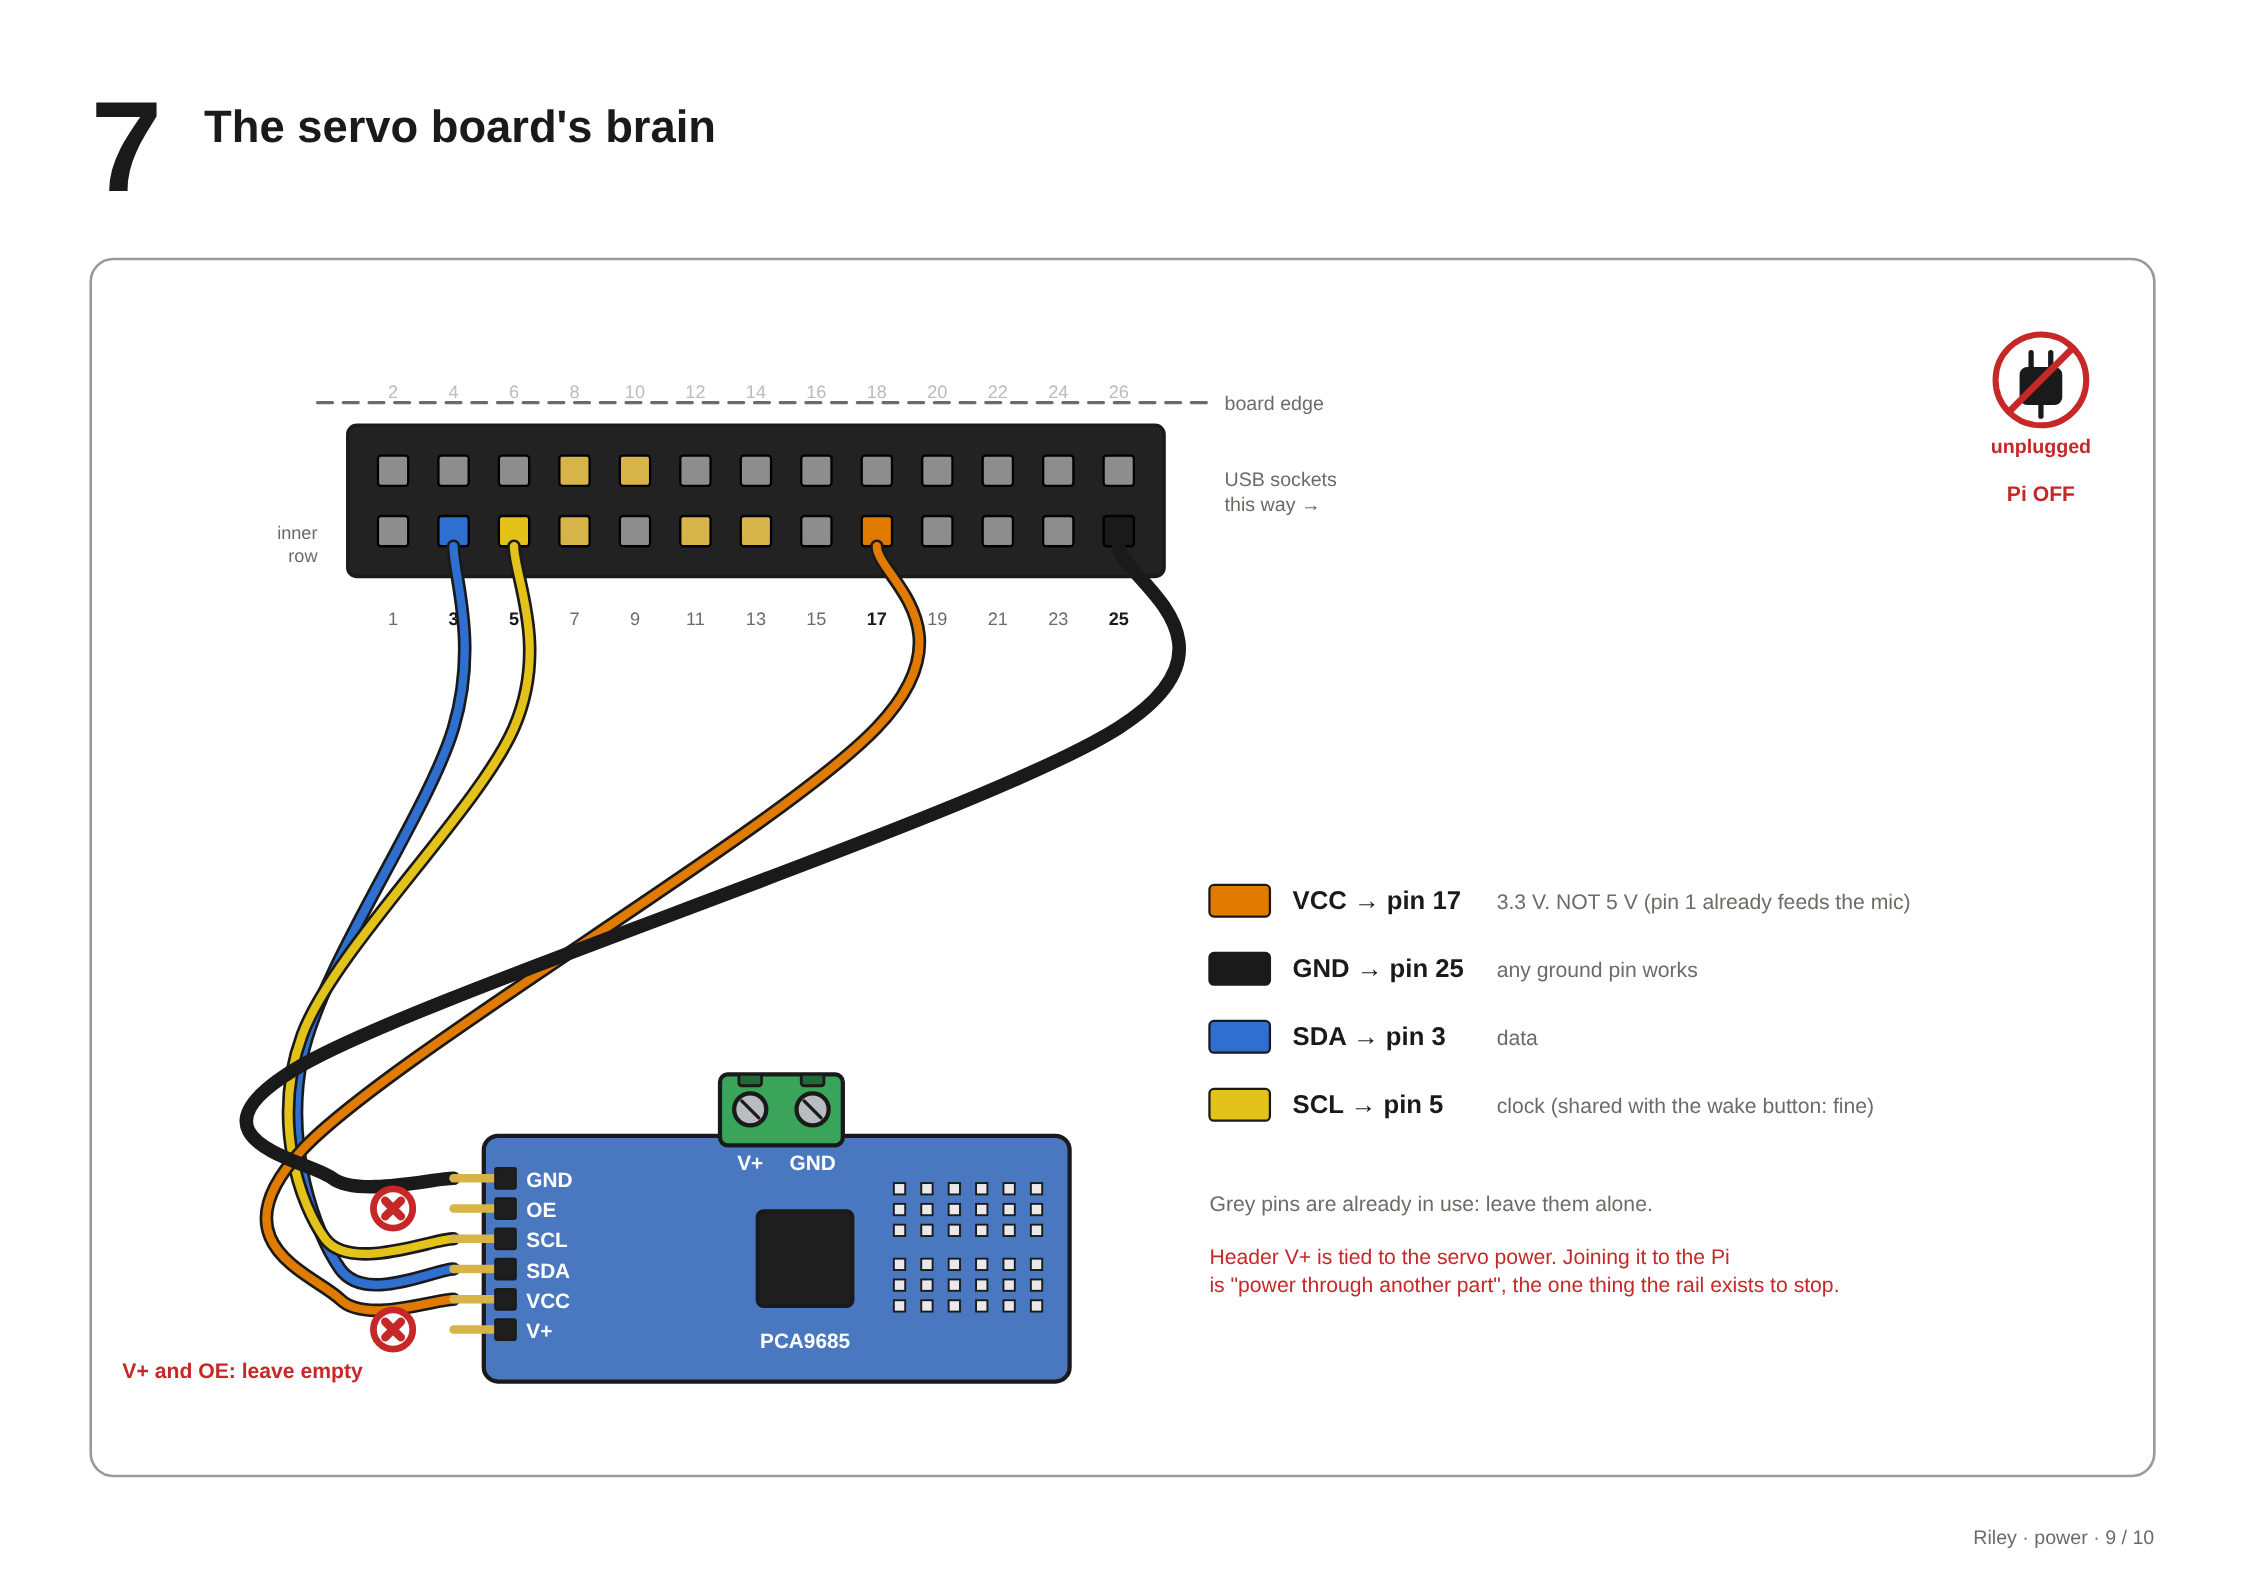 7 The servo board's brain
2 4 6 8 10 12 14 16 18 20 22 24 26
board edge
unplugged
Pi OFF
USB sockets
this way →
inner
row
1 3 5 7 9 11 13 15 17 19 21 23 25
VCC → pin 17 3.3 V. NOT 5 V (pin 1 already feeds the mic)
GND → pin 25 any ground pin works
SDA → pin 3 data
SCL → pin 5 clock (shared with the wake button: fine)
V+ GND
GND
OE
SCL
SDA
VCC
V+
PCA9685
V+ and OE: leave empty
Grey pins are already in use: leave them alone.
Header V+ is tied to the servo power. Joining it to the Pi
is "power through another part", the one thing the rail exists to stop.
Riley · power · 9 / 10